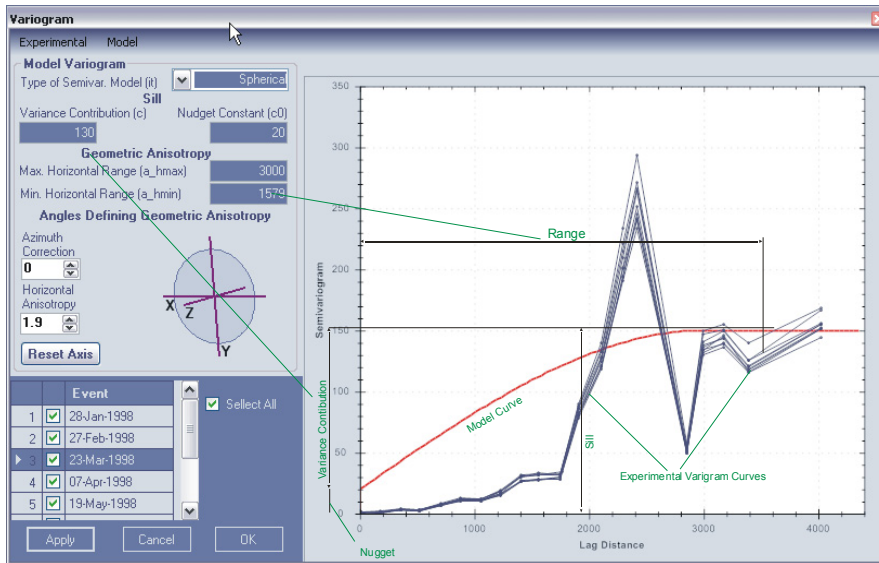 Variogram
Experimental Model
Model Variogram
Type of Semivar. Model (it) Spherical
Sill
Variance Contribution (c) Nudget Constant (c0)
130 20
Geometric Anisotropy
Max. Horizontal Range (a_hmax) 3000
Min. Horizontal Range (a_hmin) 1579
Angles Defining Geometric Anisotropy
Azimuth
Correction
0
Horizontal
Anisotropy
1.9
X Z Y
Reset Axis
Event
1 28-Jan-1998
2 27-Feb-1998
3 23-Mar-1998
4 07-Apr-1998
5 19-May-1998
Sellect All
Apply Cancel OK
350
300
250
200
150
100
50
0
Semivariogram
Range
Variance Contibution
Model Curve
Sill
Experimental Varigram Curves
0 1000 2000 3000 4000
Lag Distance
Nugget